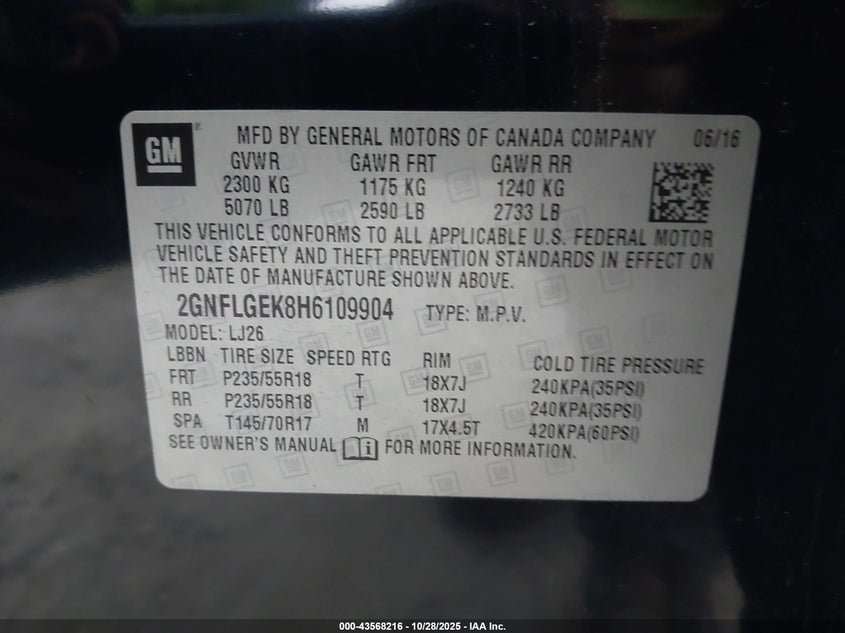 GM ® MFD BY GENERAL MOTORS OF CANADA COMPANY 06/16
GVWR GAWR FRT GAWR RR
2300 KG 1175 KG 1240 KG
5070 LB 2590 LB 2733 LB
THIS VEHICLE CONFORMS TO ALL APPLICABLE U.S. FEDERAL MOTOR
VEHICLE SAFETY AND THEFT PREVENTION STANDARDS IN EFFECT ON
THE DATE OF MANUFACTURE SHOWN ABOVE.
2GNFLGEK8H6109904 TYPE: M.P.V.
MODEL: LJ26
LBBN TIRE SIZE SPEED RTG RIM COLD TIRE PRESSURE
FRT P235/55R18 T 18X7J 240KPA(35PSI)
RR P235/55R18 T 18X7J 240KPA(35PSI)
SPA T145/70R17 M 17X4.5T 420KPA(60PSI)
SEE OWNER'S MANUAL FOR MORE INFORMATION.
000-43568216 - 10/28/2025 - IAA Inc.